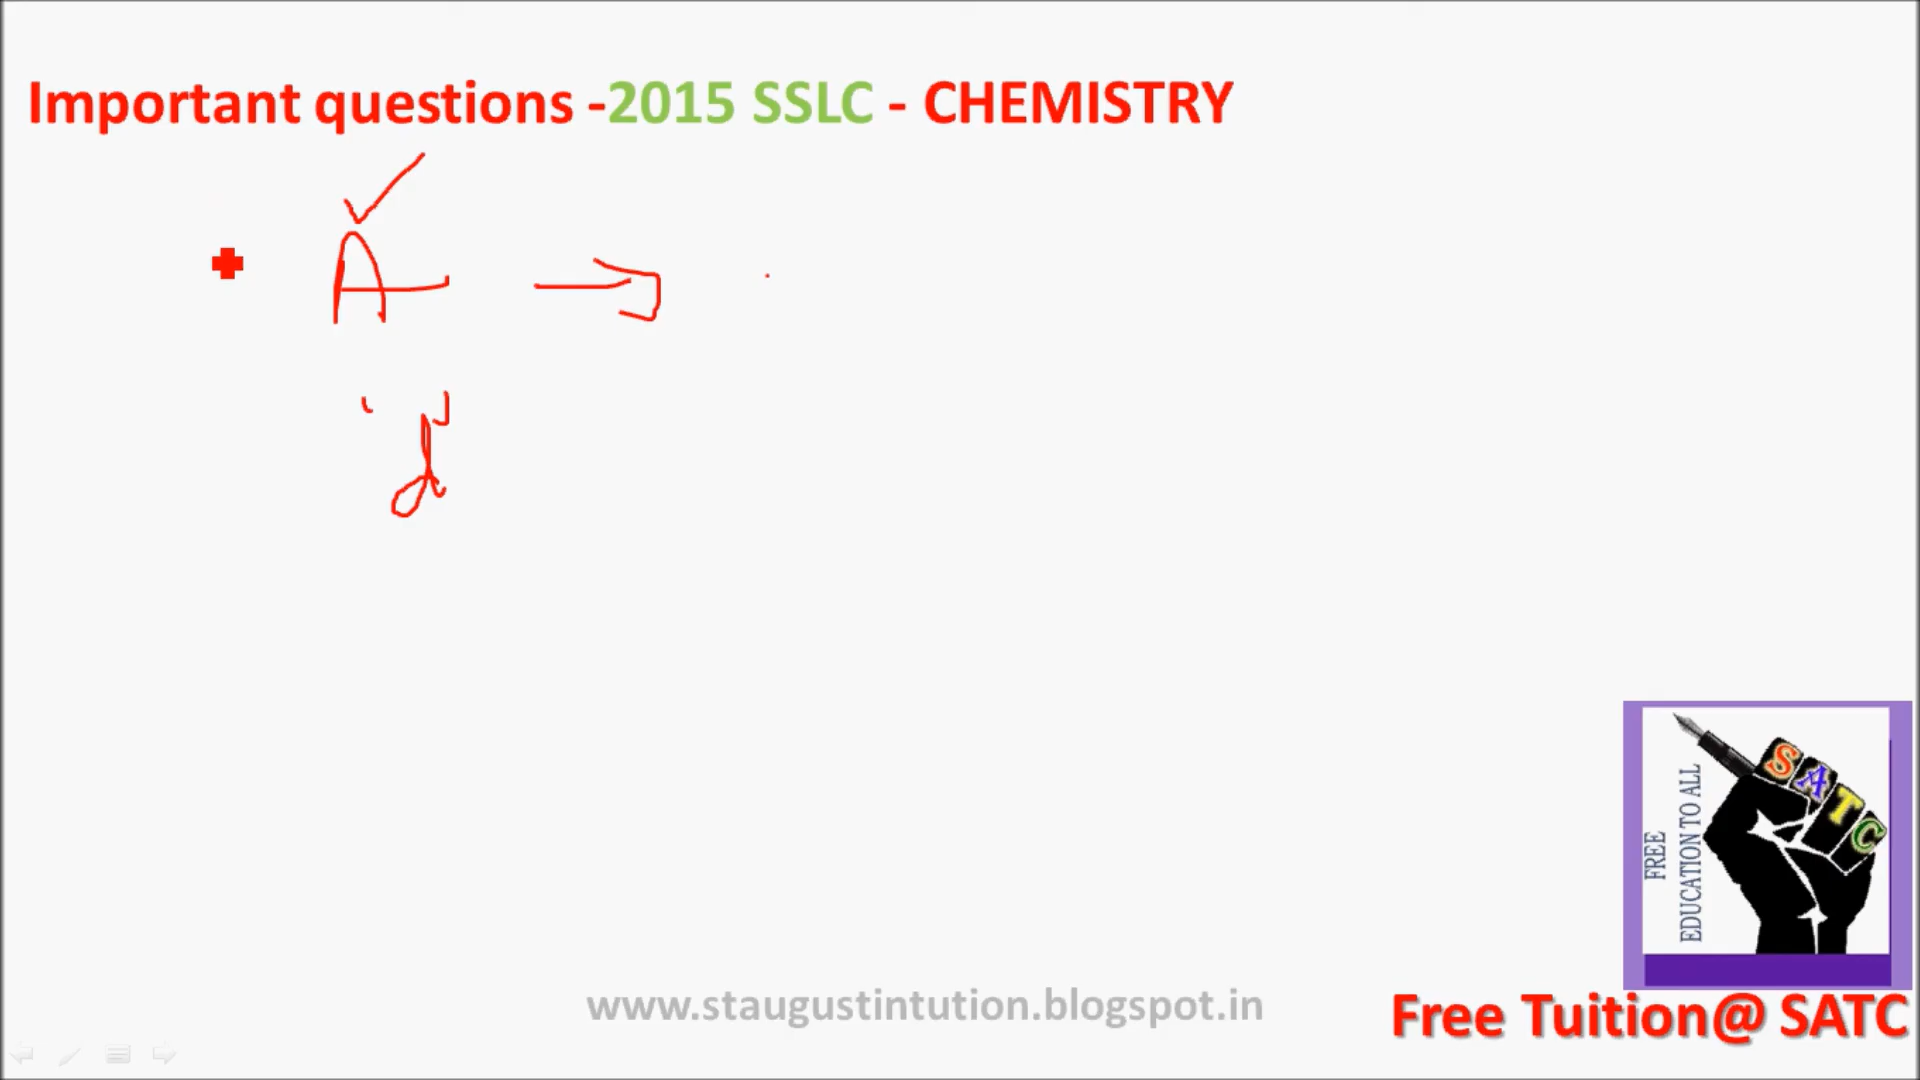 Important questions -2015 SSLC - CHEMISTRY
A
FREE
EDUCATION TO ALL
SATC
www.staugustintution.blogspot.in
Free Tuition@ SATC